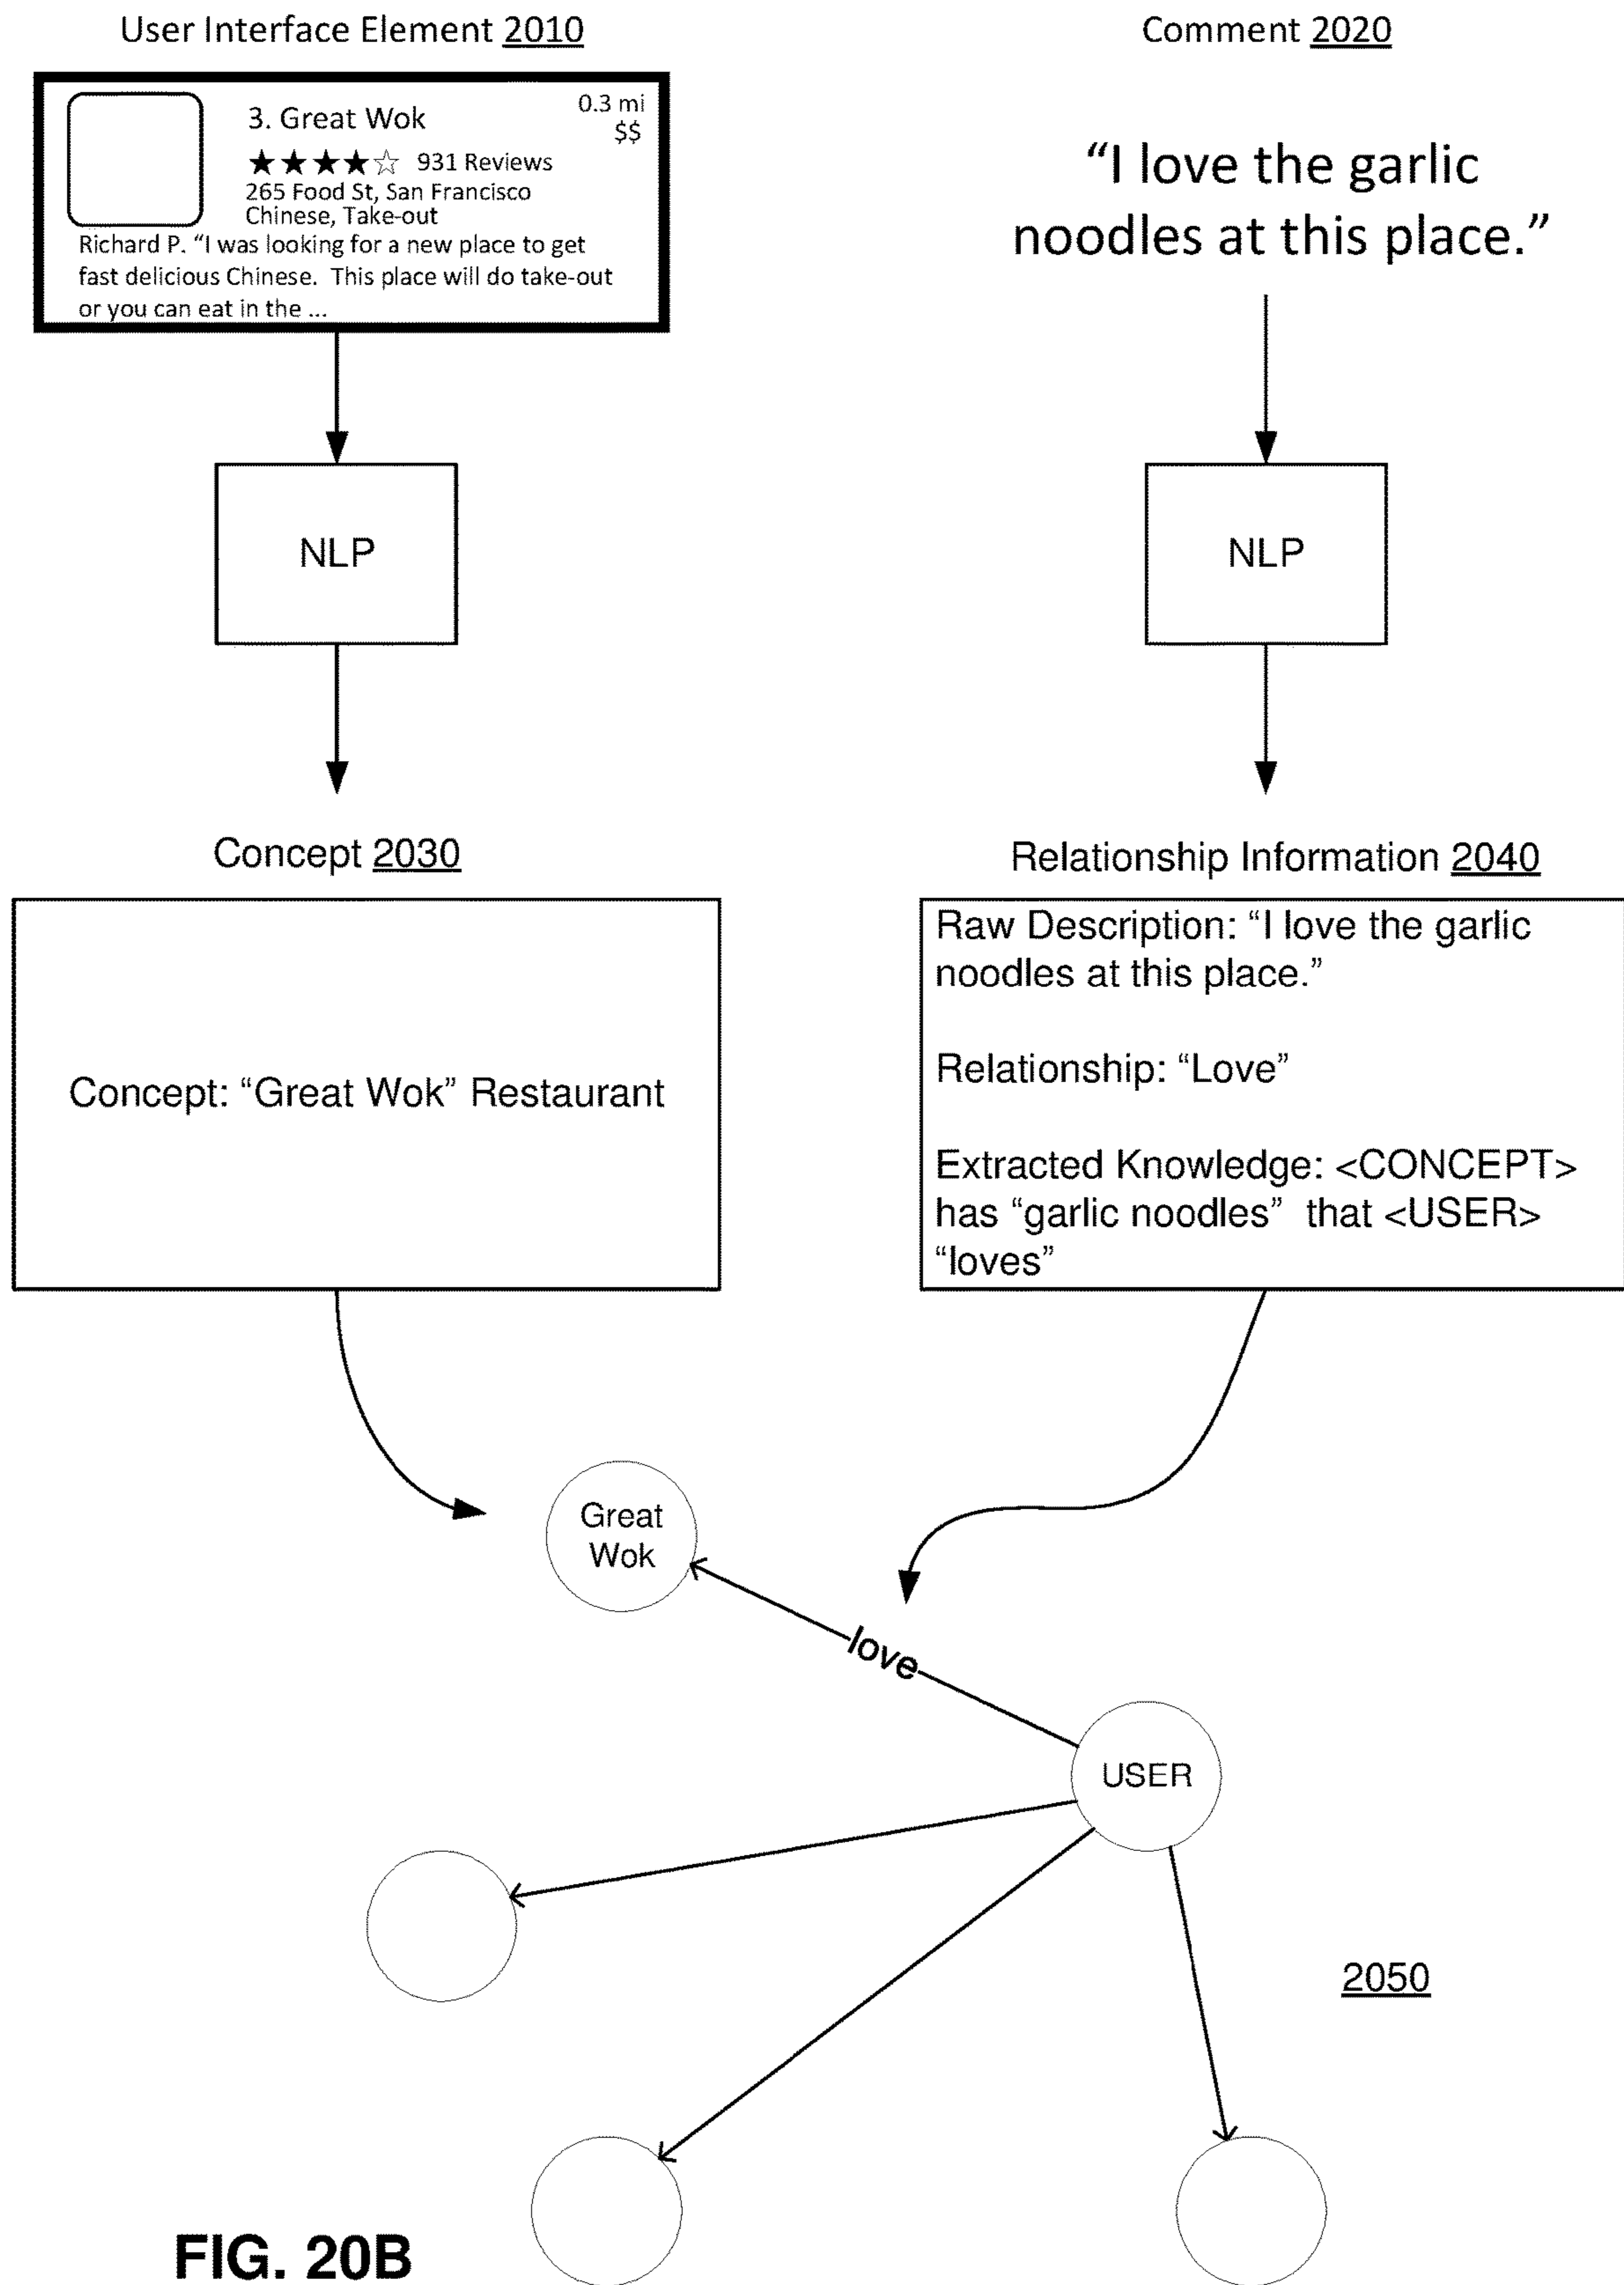 User Interface Element 2010
3. Great Wok
0.3 mi
$$
★★★★☆ 931 Reviews
265 Food St, San Francisco
Chinese, Take-out
Richard P. “I was looking for a new place to get
fast delicious Chinese. This place will do take-out
or you can eat in the ...
Comment 2020
“I love the garlic
noodles at this place.”
NLP
NLP
Concept 2030
Concept: “Great Wok” Restaurant
Relationship Information 2040
Raw Description: “I love the garlic
noodles at this place.”
Relationship: “Love”
Extracted Knowledge: <CONCEPT>
has “garlic noodles” that <USER>
“loves”
Great
Wok
love
USER
2050
FIG. 20B